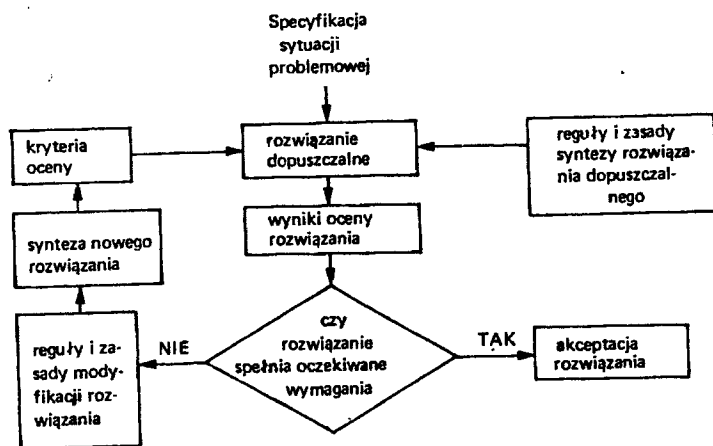 Specyfikacja
sytuacji
problemowej
kryteria
oceny
rozwiązanie
dopuszczalne
reguły i zasady
syntezy rozwiąza-
nia dopuszczal-
nego
synteza nowego
rozwiązania
wyniki oceny
rozwiązania
reguły i za-
sady mody-
fikacji roz-
wiązania
NIE
czy
rozwiązanie
spełnia oczekiwane
wymagania
TAK
akceptacja
rozwiązania